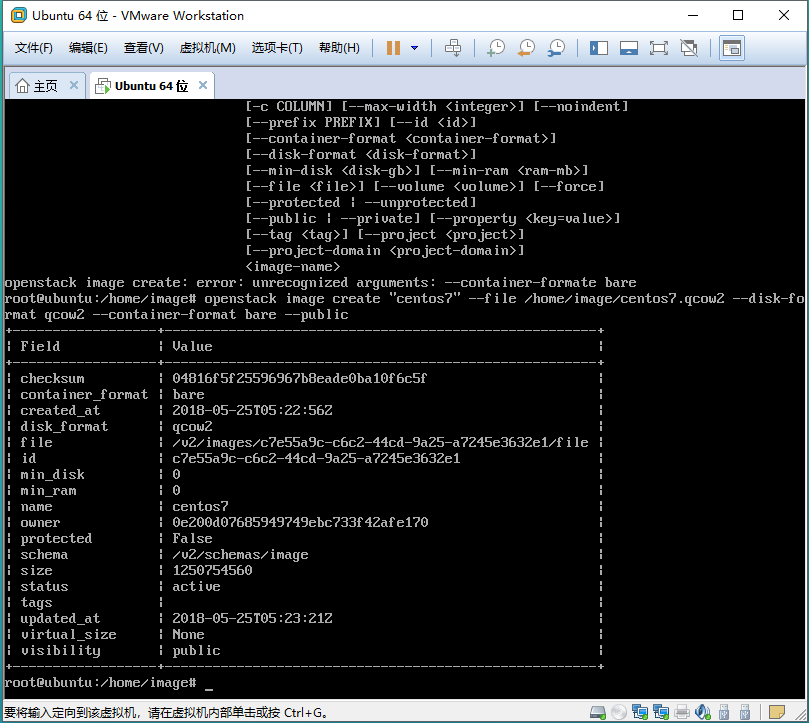 Ubuntu 64 位 - VMware Workstation
文件(F) 编辑(E) 查看(V) 虚拟机(M) 选项卡(T) 帮助(H)
主页 Ubuntu 64 位
[-c COLUMN] [--max-width <integer>] [--noindent]
[--prefix PREFIX] [--id <id>]
[--container-format <container-format>]
[--disk-format <disk-format>]
[--min-disk <disk-gb>] [--min-ram <ram-mb>]
[--file <file>] [--volume <volume>] [--force]
[--protected | --unprotected]
[--public | --private] [--property <key=value>]
[--tag <tag>] [--project <project>]
[--project-domain <project-domain>]
<image-name>
openstack image create: error: unrecognized arguments: --container-formate bare
root@ubuntu:/home/image# openstack image create "centos7" --file /home/image/centos7.qcow2 --disk-fo
rmat qcow2 --container-format bare --public
+------------------+------------------------------------------------------+
| Field | Value |
+------------------+------------------------------------------------------+
| checksum | 04816f5f25596967b8eade0ba10f6c5f |
| container_format | bare |
| created_at | 2018-05-25T05:22:56Z |
| disk_format | qcow2 |
| file | /v2/images/c7e55a9c-c6c2-44cd-9a25-a7245e3632e1/file |
| id | c7e55a9c-c6c2-44cd-9a25-a7245e3632e1 |
| min_disk | 0 |
| min_ram | 0 |
| name | centos7 |
| owner | 0e200d07685949749ebc733f42afe170 |
| protected | False |
| schema | /v2/schemas/image |
| size | 1250754560 |
| status | active |
| tags | |
| updated_at | 2018-05-25T05:23:21Z |
| virtual_size | None |
| visibility | public |
+------------------+------------------------------------------------------+
root@ubuntu:/home/image# _
要将输入定向到该虚拟机，请在虚拟机内部单击或按 Ctrl+G。